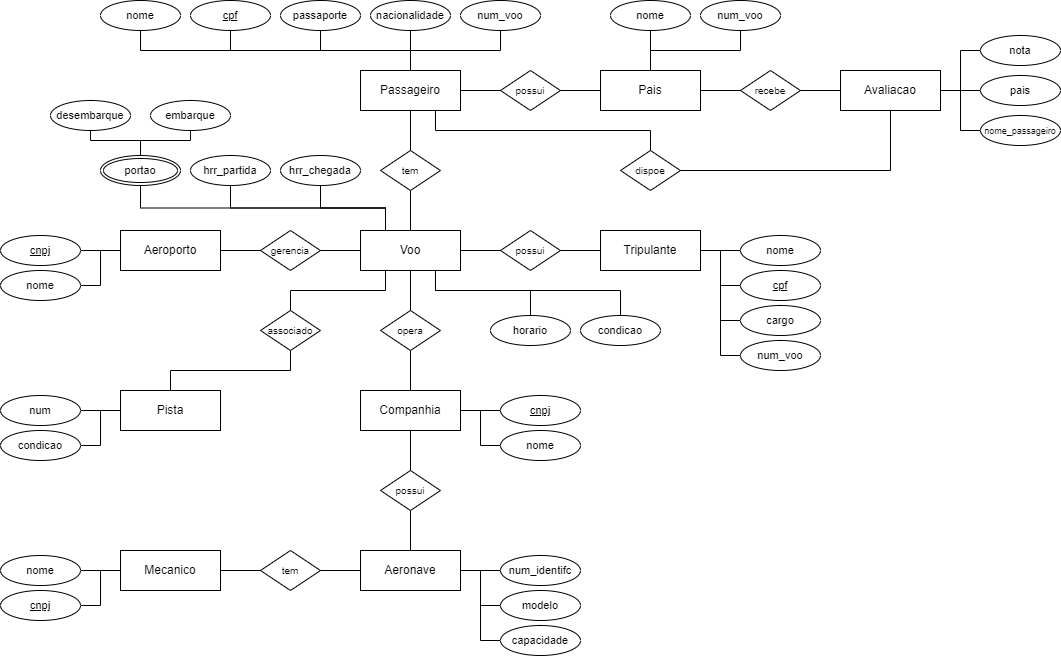 nome
cpf
passaporte
nacionalidade
num_voo
nome
num_voo
Passageiro
possui
Pais
recebe
Avaliacao
nota
pais
nome_passageiro
desembarque
embarque
portao
hrr_partida
hrr_chegada
tem
dispoe
cnpj
nome
Aeroporto
gerencia
Voo
possui
Tripulante
nome
cpf
cargo
num_voo
associado
opera
horario
condicao
num
condicao
Pista
Companhia
cnpj
nome
possui
nome
cnpj
Mecanico
tem
Aeronave
num_identifc
modelo
capacidade